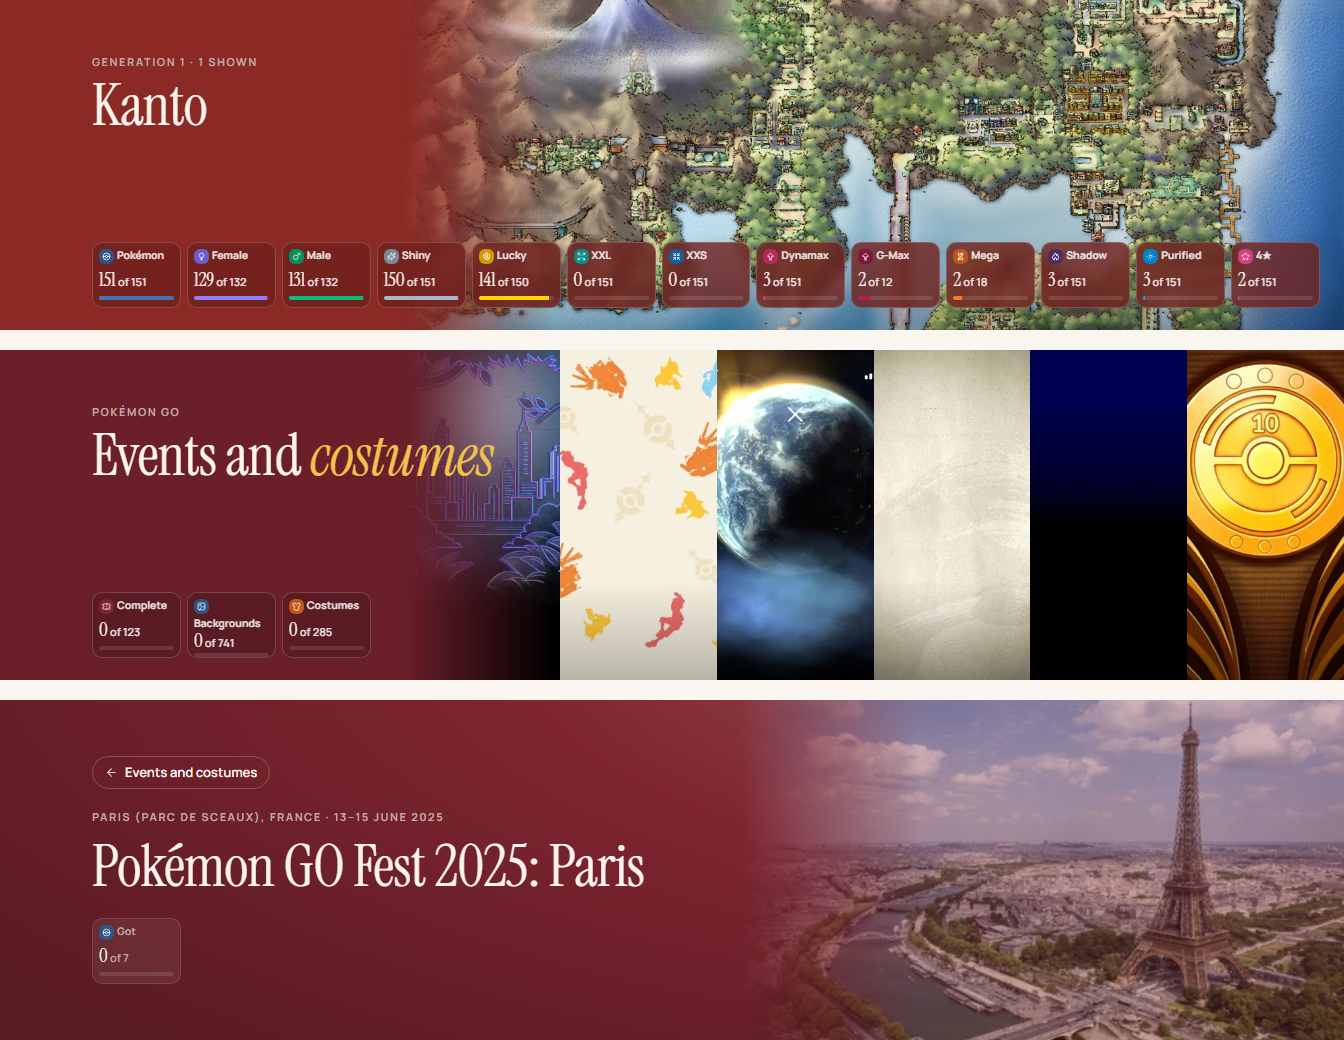 GENERATION 1 · 1 SHOWN
Kanto
Pokémon
151 of 151
Female
129 of 132
Male
131 of 132
Shiny
150 of 151
Lucky
141 of 150
XXL
0 of 151
XXS
0 of 151
Dynamax
3 of 151
G-Max
2 of 12
Mega
2 of 18
Shadow
3 of 151
Purified
3 of 151
4★
2 of 151
POKÉMON GO
Events and costumes
Complete
0 of 123
Backgrounds
0 of 741
Costumes
0 of 285
10
← Events and costumes
PARIS (PARC DE SCEAUX), FRANCE · 13–15 JUNE 2025
Pokémon GO Fest 2025: Paris
Got
0 of 7